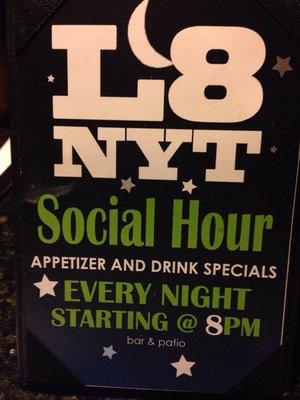 L8
NYT
Social Hour
APPETIZER AND DRINK SPECIALS
EVERY NIGHT
STARTING @ 8PM
bar & patio